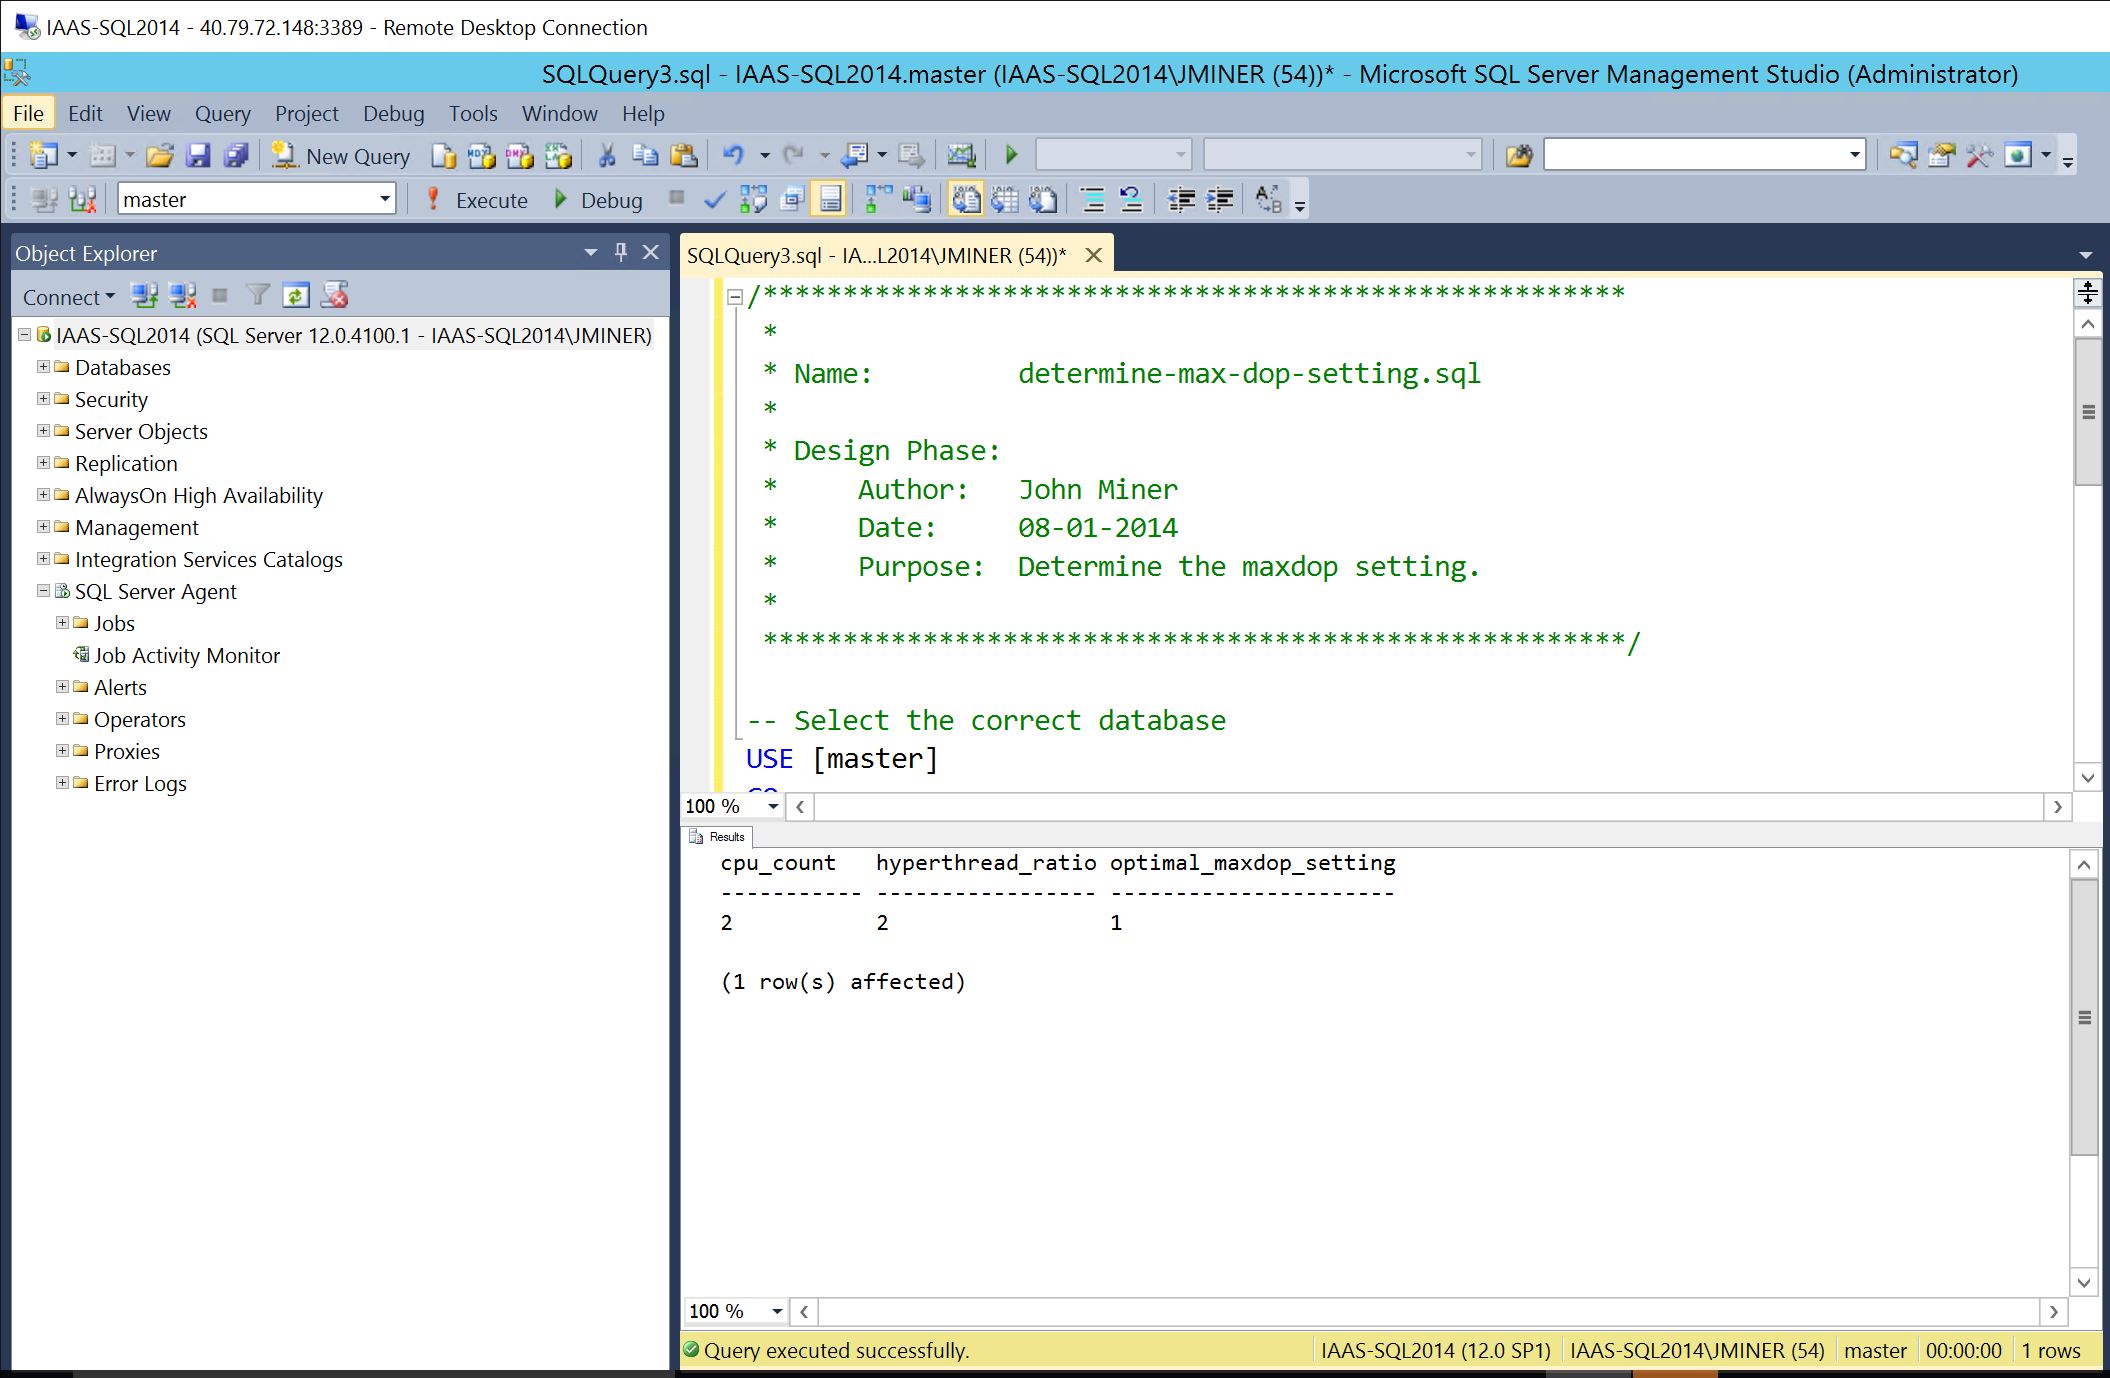 IAAS-SQL2014 - 40.79.72.148:3389 - Remote Desktop Connection
SQLQuery3.sql - IAAS-SQL2014.master (IAAS-SQL2014\JMINER (54))* - Microsoft SQL Server Management Studio (Administrator)
File Edit View Query Project Debug Tools Window Help
New Query
master Execute Debug
Object Explorer
Connect
IAAS-SQL2014 (SQL Server 12.0.4100.1 - IAAS-SQL2014\JMINER)
Databases
Security
Server Objects
Replication
AlwaysOn High Availability
Management
Integration Services Catalogs
SQL Server Agent
Jobs
Job Activity Monitor
Alerts
Operators
Proxies
Error Logs
SQLQuery3.sql - IA...L2014\JMINER (54))*
/******************************************************
*
* Name: determine-max-dop-setting.sql
*
* Design Phase:
* Author: John Miner
* Date: 08-01-2014
* Purpose: Determine the maxdop setting.
*
******************************************************/
-- Select the correct database
USE [master]
100 %
Results
cpu_count hyperthread_ratio optimal_maxdop_setting
----------- ----------------- ----------------------
2 2 1
(1 row(s) affected)
100 %
Query executed successfully. IAAS-SQL2014 (12.0 SP1) IAAS-SQL2014\JMINER (54) master 00:00:00 1 rows